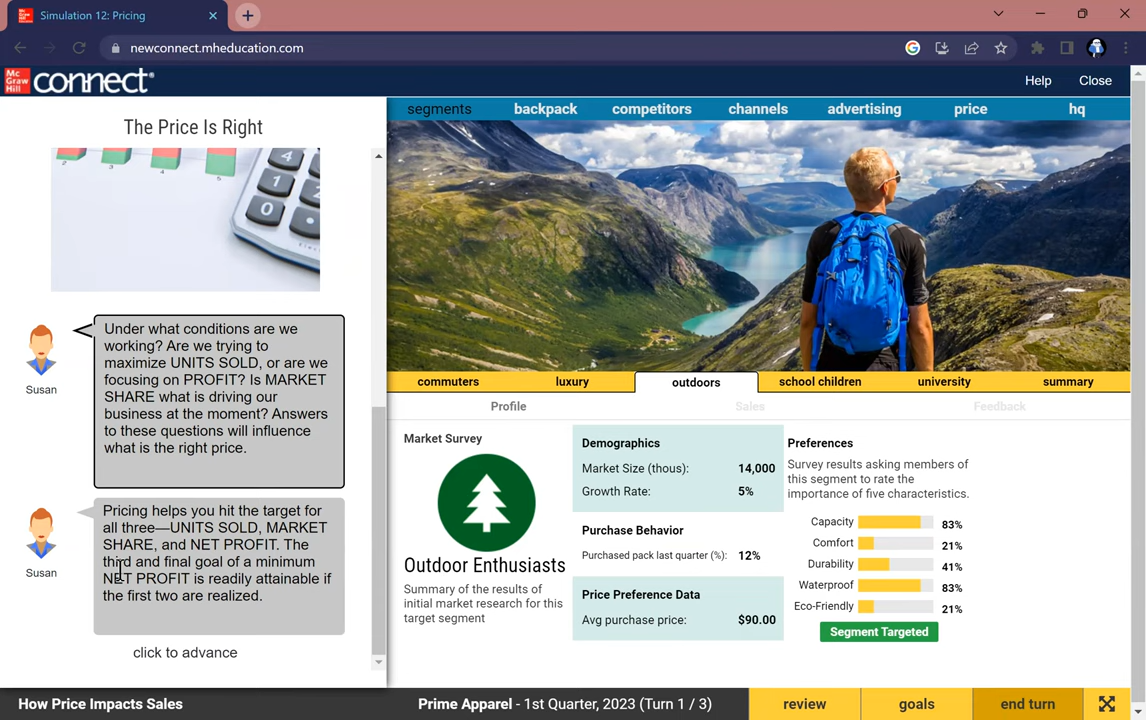 Simulation 12: Pricing
newconnect.mheducation.com
Mc
Graw
Hill
connect®
Help
Close
The Price Is Right
2
3
4
5
4
1
0
Susan
Under what conditions are we
working? Are we trying to
maximize UNITS SOLD, or are we
focusing on PROFIT? Is MARKET
SHARE what is driving our
business at the moment? Answers
to these questions will influence
what is the right price.
Susan
Pricing helps you hit the target for
all three—UNITS SOLD, MARKET
SHARE, and NET PROFIT. The
third and final goal of a minimum
NET PROFIT is readily attainable if
the first two are realized.
click to advance
segments backpack competitors channels advertising price hq
commuters luxury outdoors school children university summary
Profile Sales Feedback
Market Survey
Outdoor Enthusiasts
Summary of the results of
initial market research for this
target segment
Demographics
Market Size (thous): 14,000
Growth Rate: 5%
Purchase Behavior
Purchased pack last quarter (%): 12%
Price Preference Data
Avg purchase price: $90.00
Preferences
Survey results asking members of
this segment to rate the
importance of five characteristics.
Capacity 83%
Comfort 21%
Durability 41%
Waterproof 83%
Eco-Friendly 21%
Segment Targeted
How Price Impacts Sales
Prime Apparel - 1st Quarter, 2023 (Turn 1 / 3)
review
goals
end turn